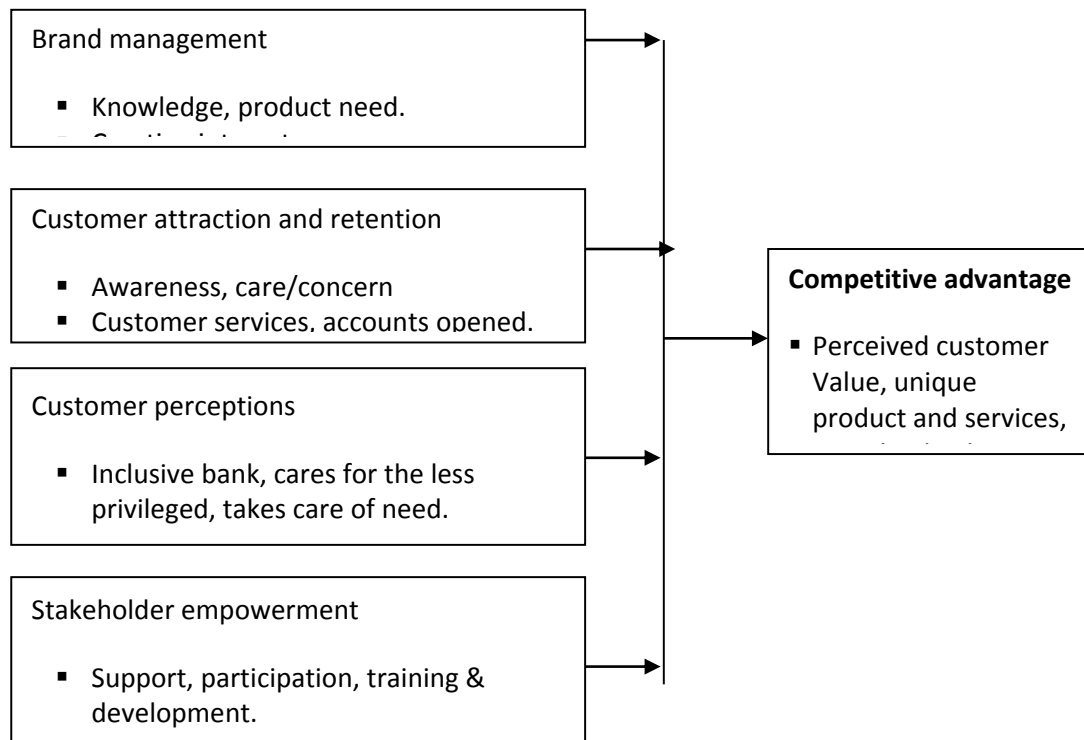 Brand management
▪ Knowledge, product need.
Customer attraction and retention
▪ Awareness, care/concern
▪ Customer services, accounts opened.
Customer perceptions
▪ Inclusive bank, cares for the less
privileged, takes care of need.
Stakeholder empowerment
▪ Support, participation, training &
development.
Competitive advantage
▪ Perceived customer
Value, unique
product and services,